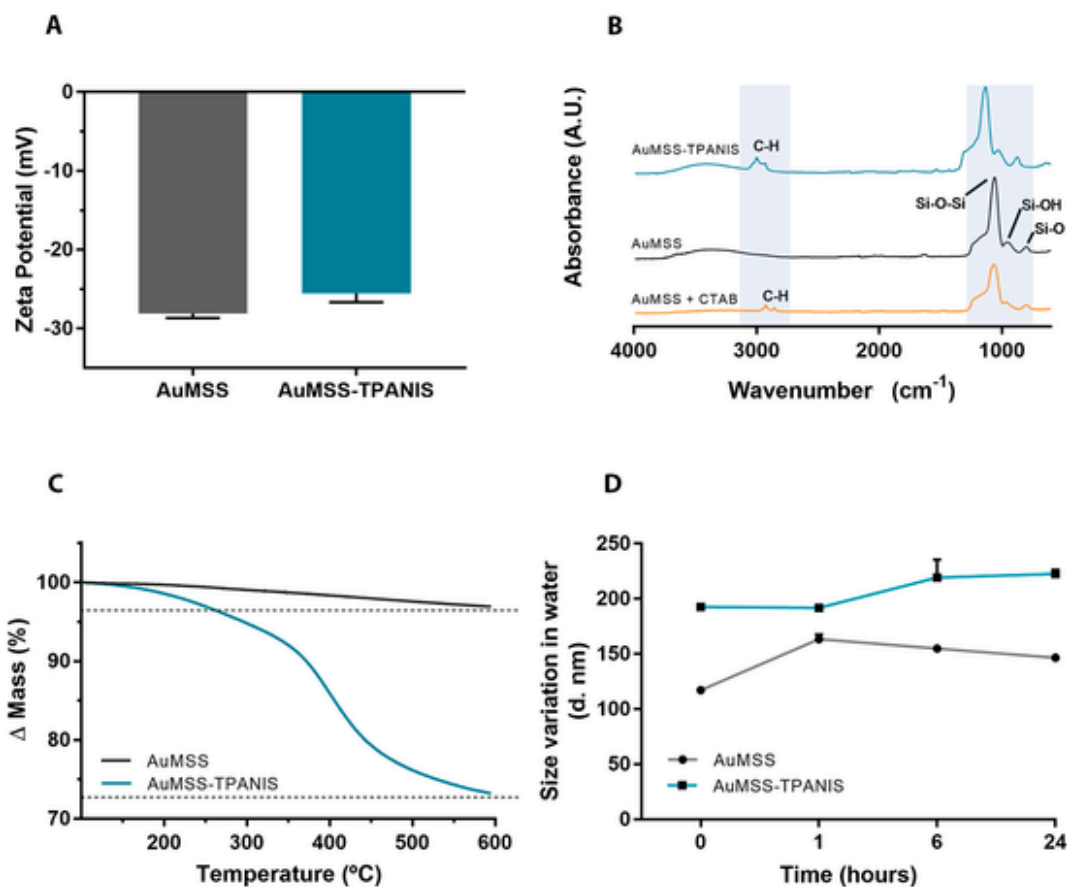 A
Zeta Potential (mV)
0
-10
-20
-30
AuMSS
AuMSS-TPANIS
B
Absorbance (A.U.)
AuMSS-TPANIS
C-H
Si-O-Si
Si-OH
Si-O
AuMSS
AuMSS + CTAB
C-H
4000
3000
2000
1000
Wavenumber (cm⁻¹)
C
Δ Mass (%)
100
90
80
70
AuMSS
AuMSS-TPANIS
200
300
400
500
600
Temperature (ºC)
D
Size variation in water
(d. nm)
250
200
150
100
50
0
AuMSS
AuMSS-TPANIS
0
1
6
24
Time (hours)